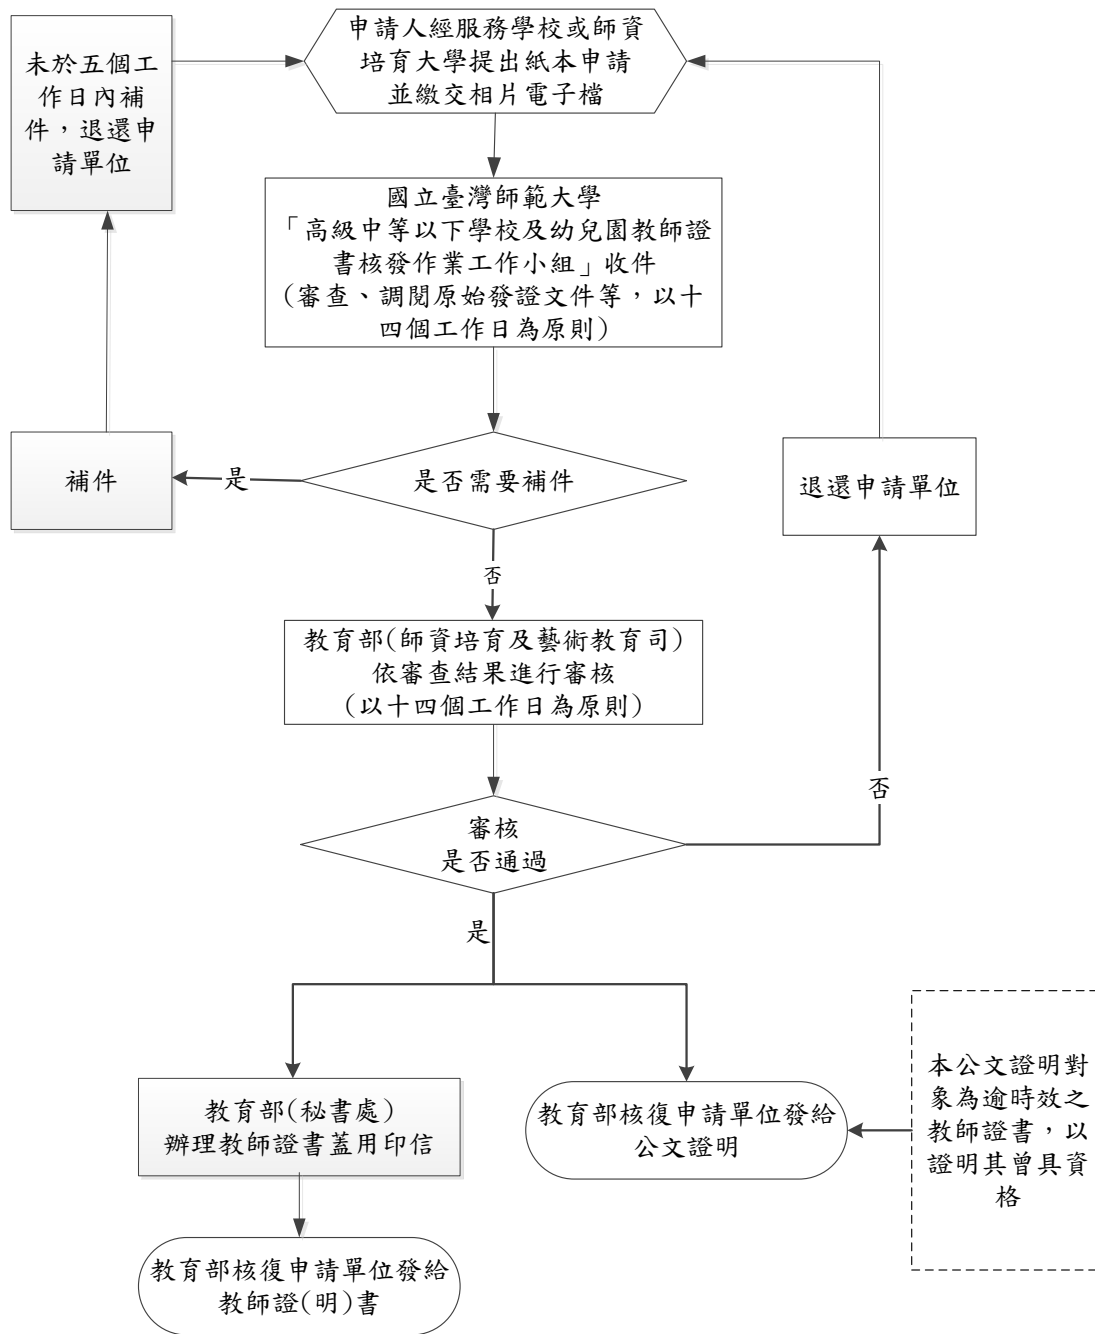 申請人經服務學校或師資
培育大學提出紙本申請
並繳交相片電子檔
未於五個工
作日內補
件，退還申
請單位
國立臺灣師範大學
「高級中等以下學校及幼兒園教師證
書核發作業工作小組」收件
（審查、調閱原始發證文件等，以十
四個工作日為原則）
補件
是
是否需要補件
退還申請單位
否
教育部(師資培育及藝術教育司)
依審查結果進行審核
（以十四個工作日為原則）
否
審核
是否通過
是
教育部(秘書處)
辦理教師證書蓋用印信
教育部核復申請單位發給
公文證明
本公文證明對
象為逾時效之
教師證書，以
證明其曾具資
格
教育部核復申請單位發給
教師證(明)書